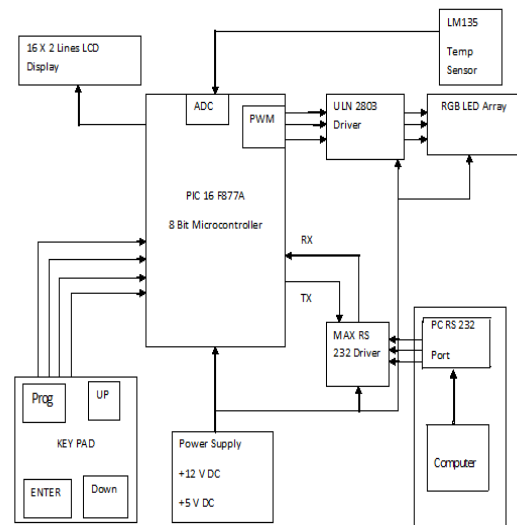 LM135
Temp
Sensor
16 X 2 Lines LCD
Display
ADC
PWM
ULN 2803
Driver
RGB LED Array
PIC 16 F877A
8 Bit Microcontroller
RX
TX
MAX RS
232 Driver
PC RS 232
Port
Prog
UP
KEY PAD
ENTER
Down
Power Supply
+12 V DC
+5 V DC
Computer